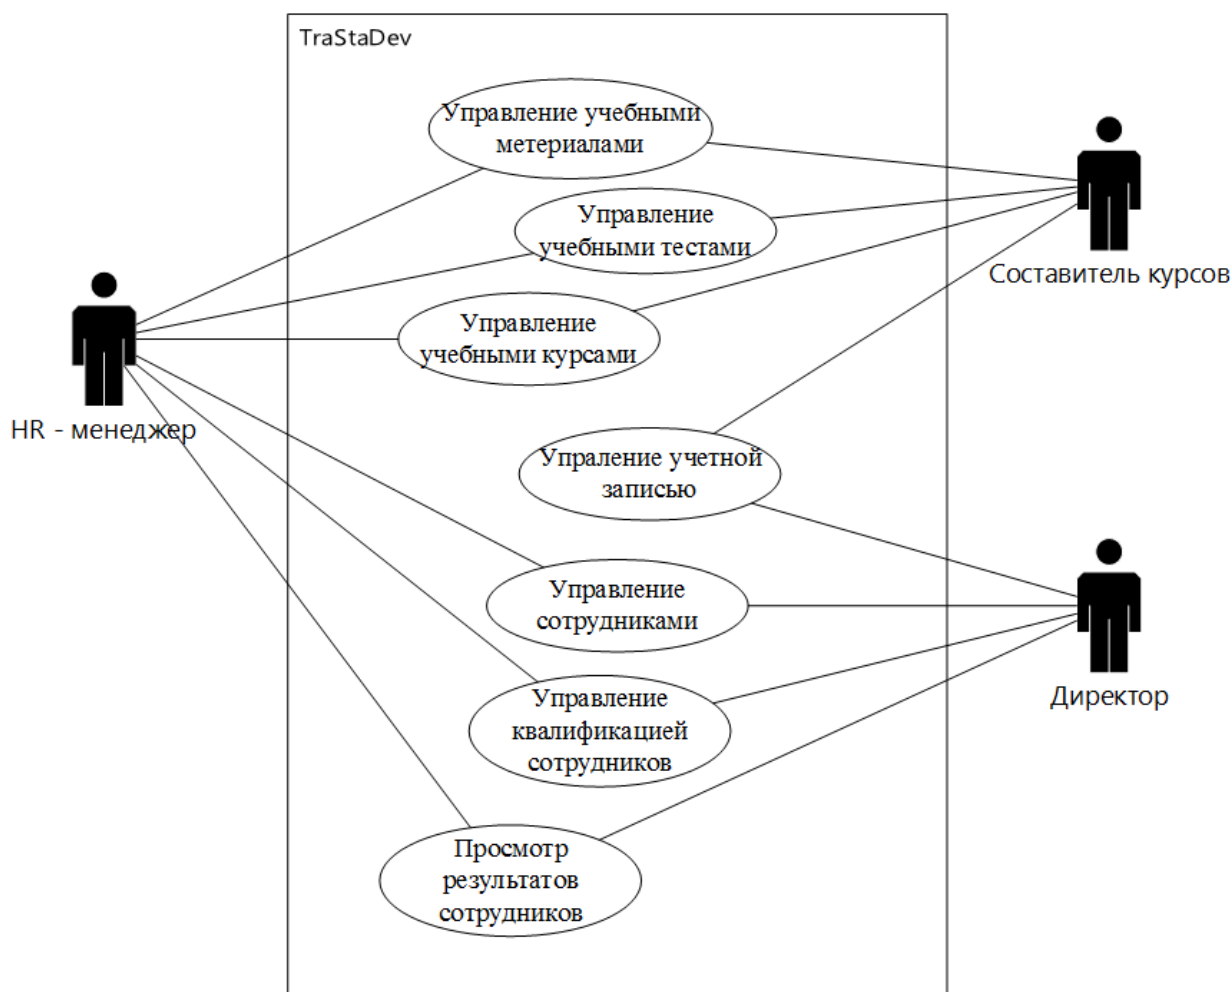 TraStaDev
Управление учебными
метериалами
Управление
учебными тестами
Составитель курсов
Управление
учебными курсами
HR - менеджер
Упраление учетной
записью
Управление
сотрудниками
Управление
квалификацией
сотрудников
Директор
Просмотр
результатов
сотрудников